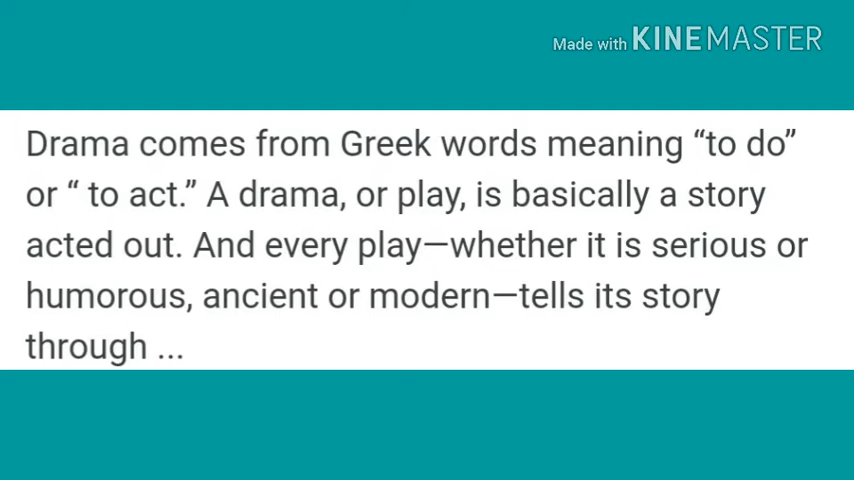 Made with KINEMASTER
Drama comes from Greek words meaning “to do”
or “ to act.” A drama, or play, is basically a story
acted out. And every play—whether it is serious or
humorous, ancient or modern—tells its story
through ...